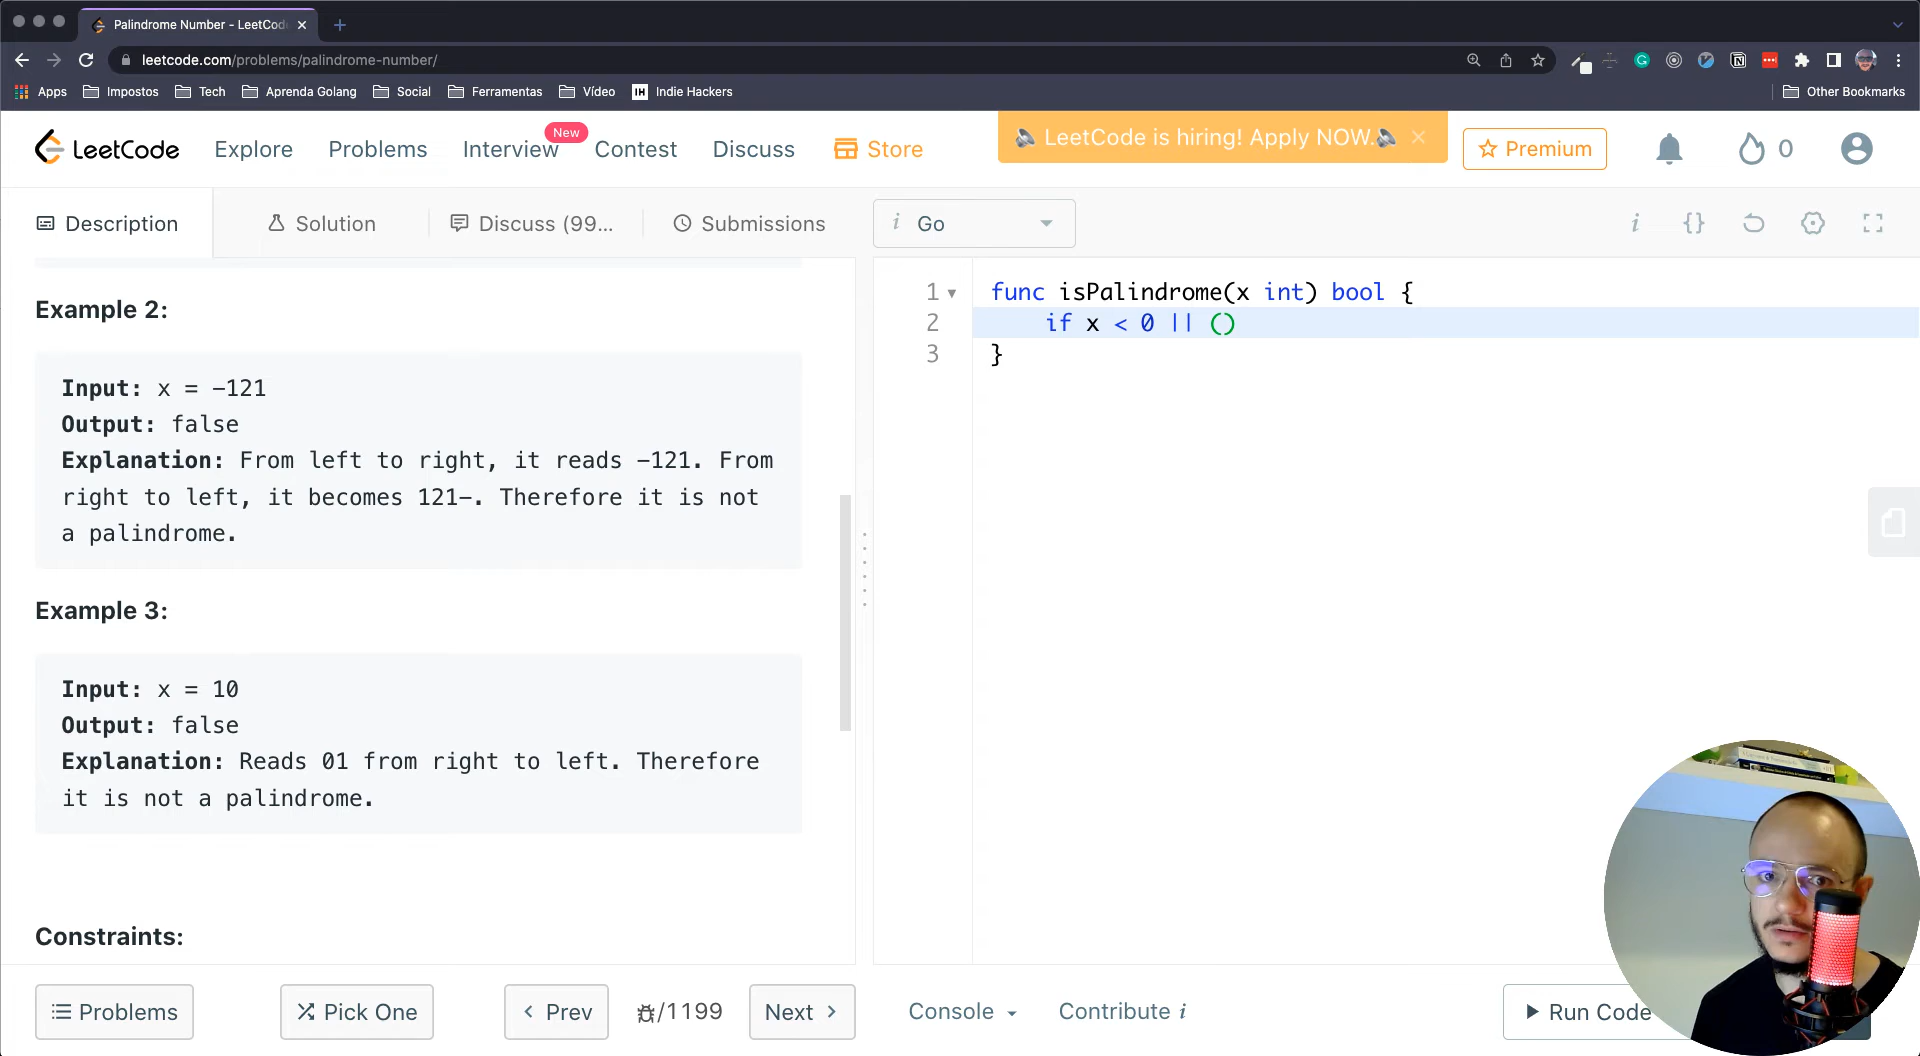 Palindrome Number - LeetCod
leetcode.com/problems/palindrome-number/
Apps Impostos Tech Aprenda Golang Social Ferramentas Vídeo IH Indie Hackers Other Bookmarks
LeetCode Explore Problems Interview New Contest Discuss Store LeetCode is hiring! Apply NOW. Premium 0
Description Solution Discuss (99... Submissions i Go i {}
Example 2:
Input: x = -121
Output: false
Explanation: From left to right, it reads -121. From
right to left, it becomes 121-. Therefore it is not
a palindrome.
Example 3:
Input: x = 10
Output: false
Explanation: Reads 01 from right to left. Therefore
it is not a palindrome.
Constraints:
1 func isPalindrome(x int) bool {
2 if x < 0 || ()
3 }
Problems Pick One Prev /1199 Next Console Contribute i Run Code